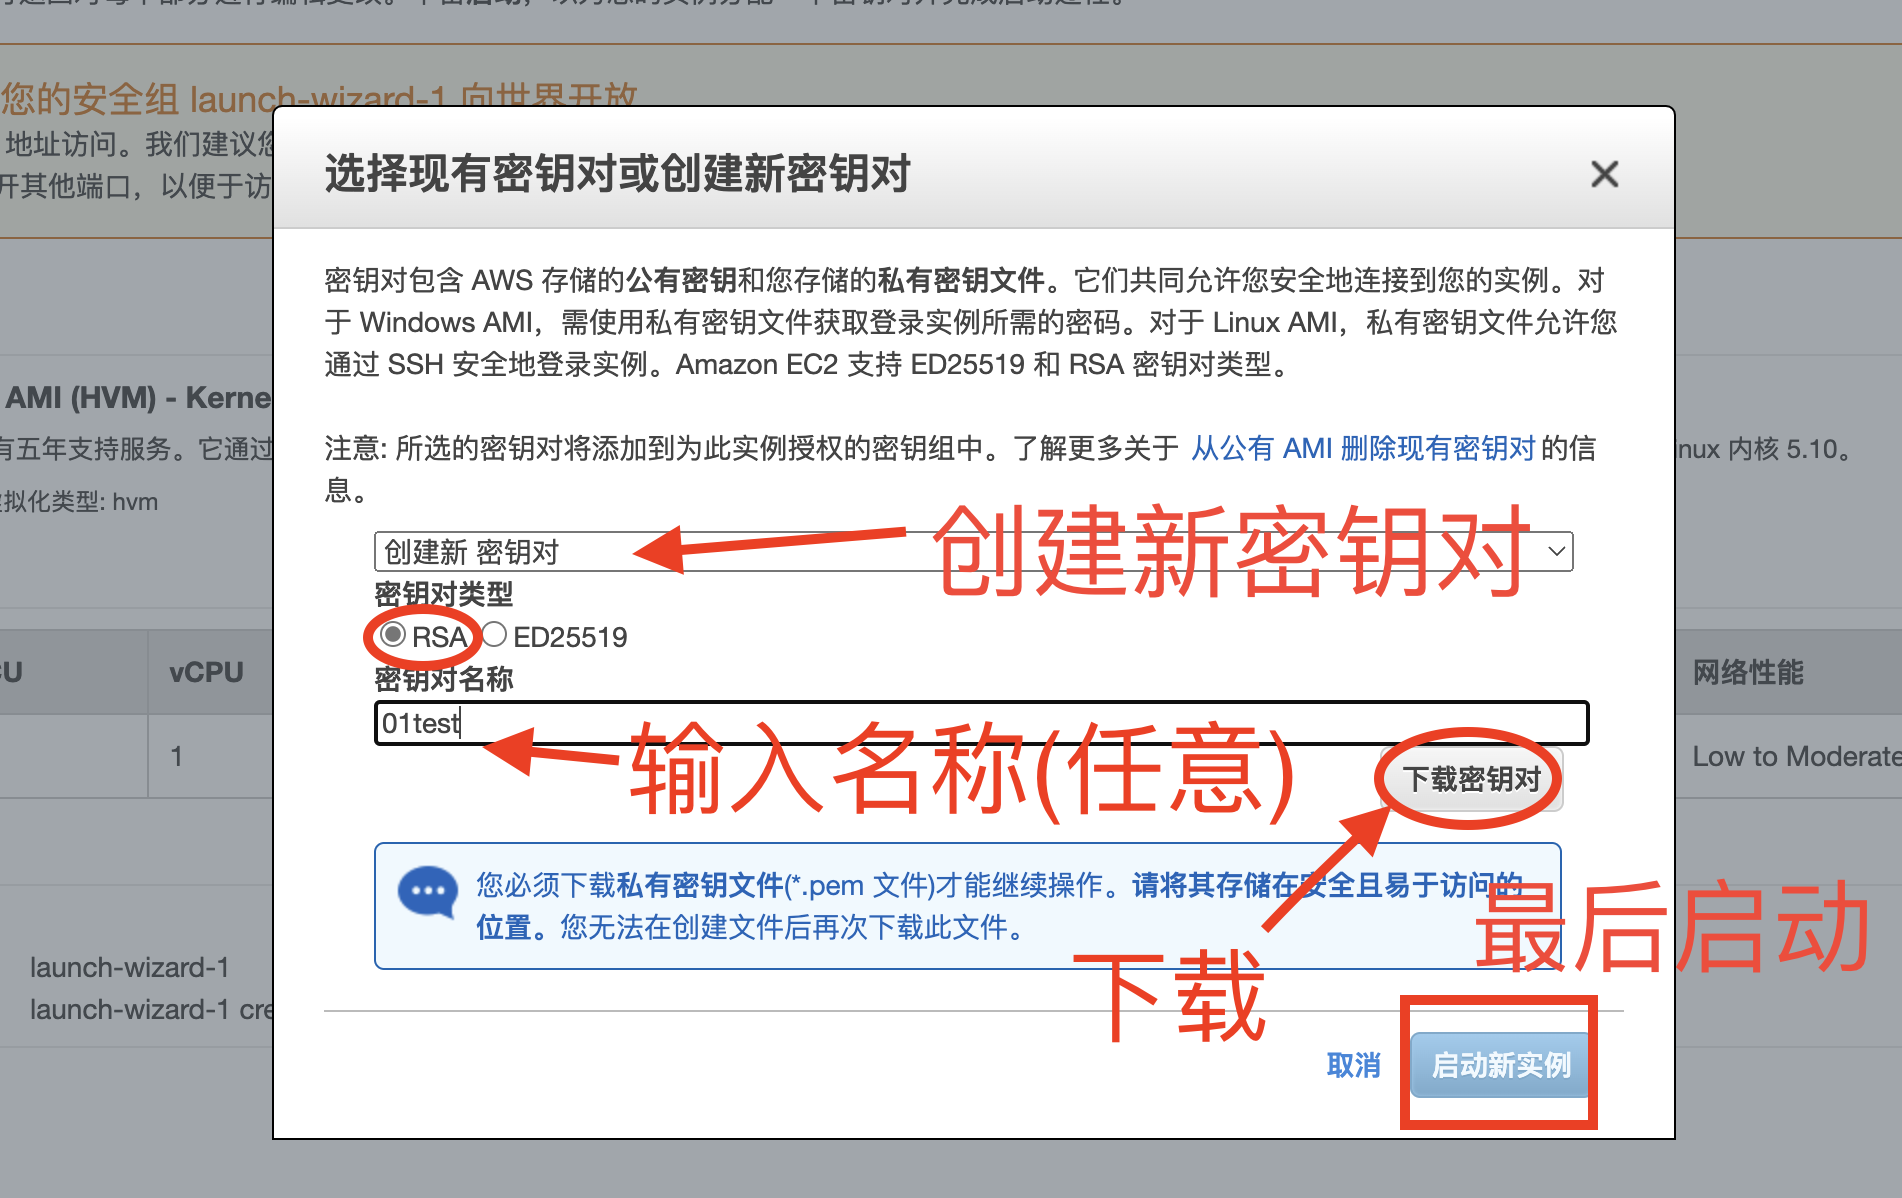 您的安全组 launch-wizard-1 向世界开放
地址访问。我们建议您
开其他端口，以便于访
选择现有密钥对或创建新密钥对
密钥对包含 AWS 存储的公有密钥和您存储的私有密钥文件。它们共同允许您安全地连接到您的实例。对
于 Windows AMI，需使用私有密钥文件获取登录实例所需的密码。对于 Linux AMI，私有密钥文件允许您
通过 SSH 安全地登录实例。Amazon EC2 支持 ED25519 和 RSA 密钥对类型。
AMI (HVM) - Kerne
有五年支持服务。它通过
inux 内核 5.10。
拟化类型: hvm
注意: 所选的密钥对将添加到为此实例授权的密钥组中。了解更多关于 从公有 AMI 删除现有密钥对 的信
息。
创建新 密钥对
创建新密钥对
密钥对类型
RSA ED25519
密钥对名称
01test
输入名称(任意)
下载密钥对
U
vCPU
网络性能
1
Low to Moderate
您必须下载私有密钥文件(*.pem 文件)才能继续操作。请将其存储在安全且易于访问的
位置。您无法在创建文件后再次下载此文件。
下载
最后启动
launch-wizard-1
launch-wizard-1 cre
取消
启动新实例